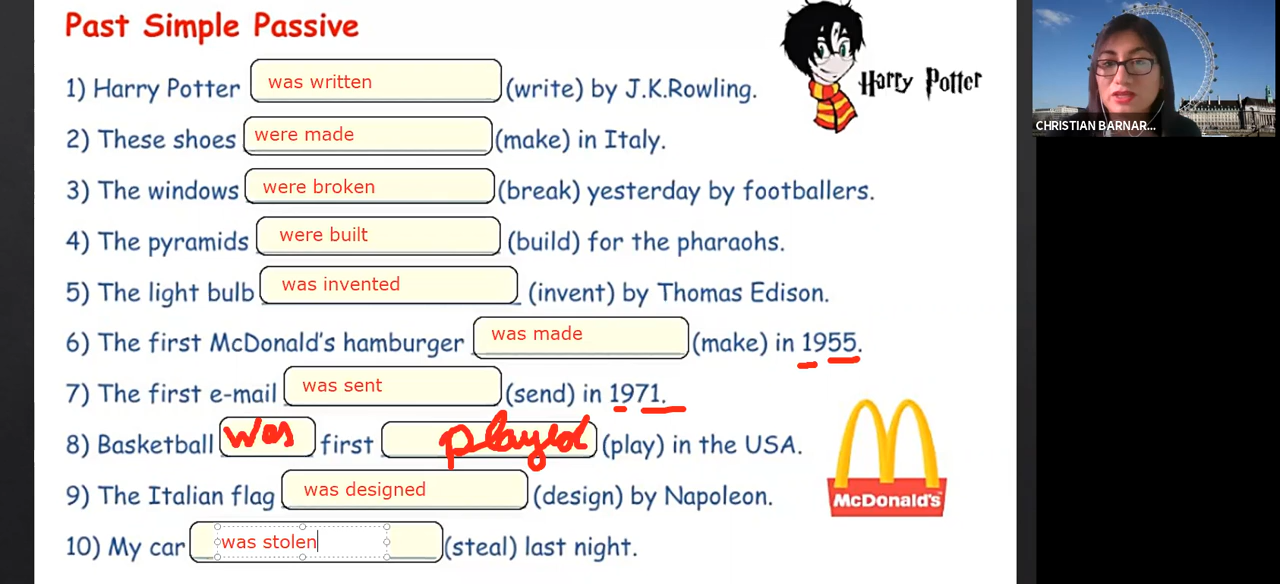 Past Simple Passive
Harry Potter
CHRISTIAN BARNAR...
1) Harry Potter was written (write) by J.K.Rowling.
2) These shoes were made (make) in Italy.
3) The windows were broken (break) yesterday by footballers.
4) The pyramids were built (build) for the pharaohs.
5) The light bulb was invented (invent) by Thomas Edison.
6) The first McDonald's hamburger was made (make) in 1955.
7) The first e-mail was sent (send) in 1971.
8) Basketball was first played (play) in the USA.
9) The Italian flag was designed (design) by Napoleon.
McDonald's
10) My car was stolen (steal) last night.